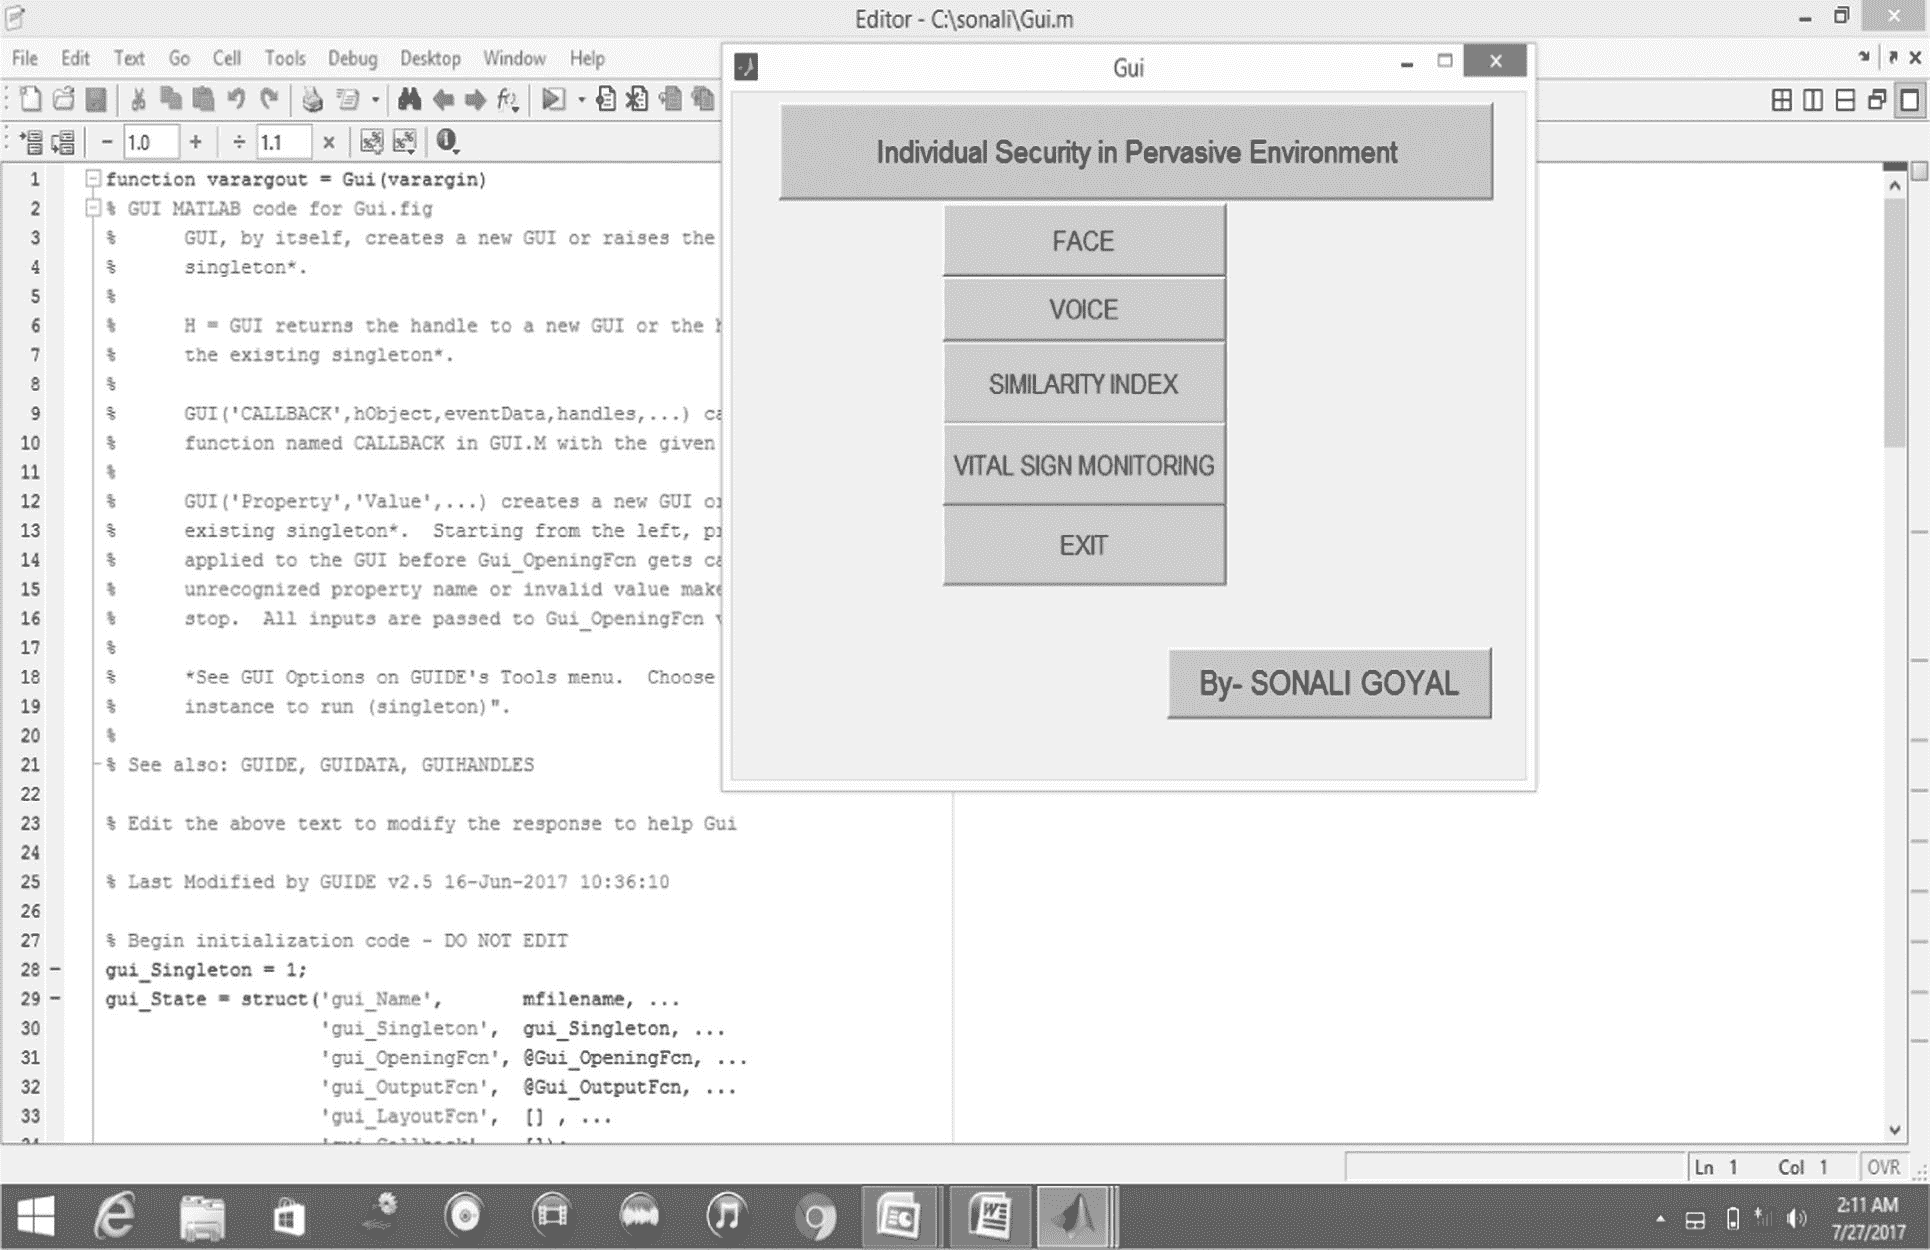 Editor - C:\sonali\Gui.m
File Edit Text Go Cell Tools Debug Desktop Window Help
- 1.0 + ÷ 1.1 ×
1 function varargout = Gui(varargin)
2 % GUI MATLAB code for Gui.fig
3 % GUI, by itself, creates a new GUI or raises the
4 % singleton*.
5 %
6 % H = GUI returns the handle to a new GUI or the
7 % the existing singleton*.
8 %
9 % GUI('CALLBACK',hObject,eventData,handles,...)
10 % function named CALLBACK in GUI.M with the given
11 %
12 % GUI('Property','Value',...) creates a new GUI
13 % existing singleton*.  Starting from the left,
14 % applied to the GUI before Gui_OpeningFcn gets
15 % unrecognized property name or invalid value make
16 % stop.  All inputs are passed to Gui_OpeningFcn
17 %
18 % *See GUI Options on GUIDE's Tools menu.  Choose
19 % instance to run (singleton)".
20 %
21 % See also: GUIDE, GUIDATA, GUIHANDLES
22
23 % Edit the above text to modify the response to help Gui
24
25 % Last Modified by GUIDE v2.5 16-Jun-2017 10:36:10
26
27 % Begin initialization code - DO NOT EDIT
28 - gui_Singleton = 1;
29 - gui_State = struct('gui_Name', mfilename, ...
30 'gui_Singleton', gui_Singleton, ...
31 'gui_OpeningFcn', @Gui_OpeningFcn, ...
32 'gui_OutputFcn', @Gui_OutputFcn, ...
33 'gui_LayoutFcn', [] , ...
Gui
Individual Security in Pervasive Environment
FACE
VOICE
SIMILARITY INDEX
VITAL SIGN MONITORING
EXIT
By- SONALI GOYAL
Ln 1 Col 1 OVR
2:11 AM
7/27/2017